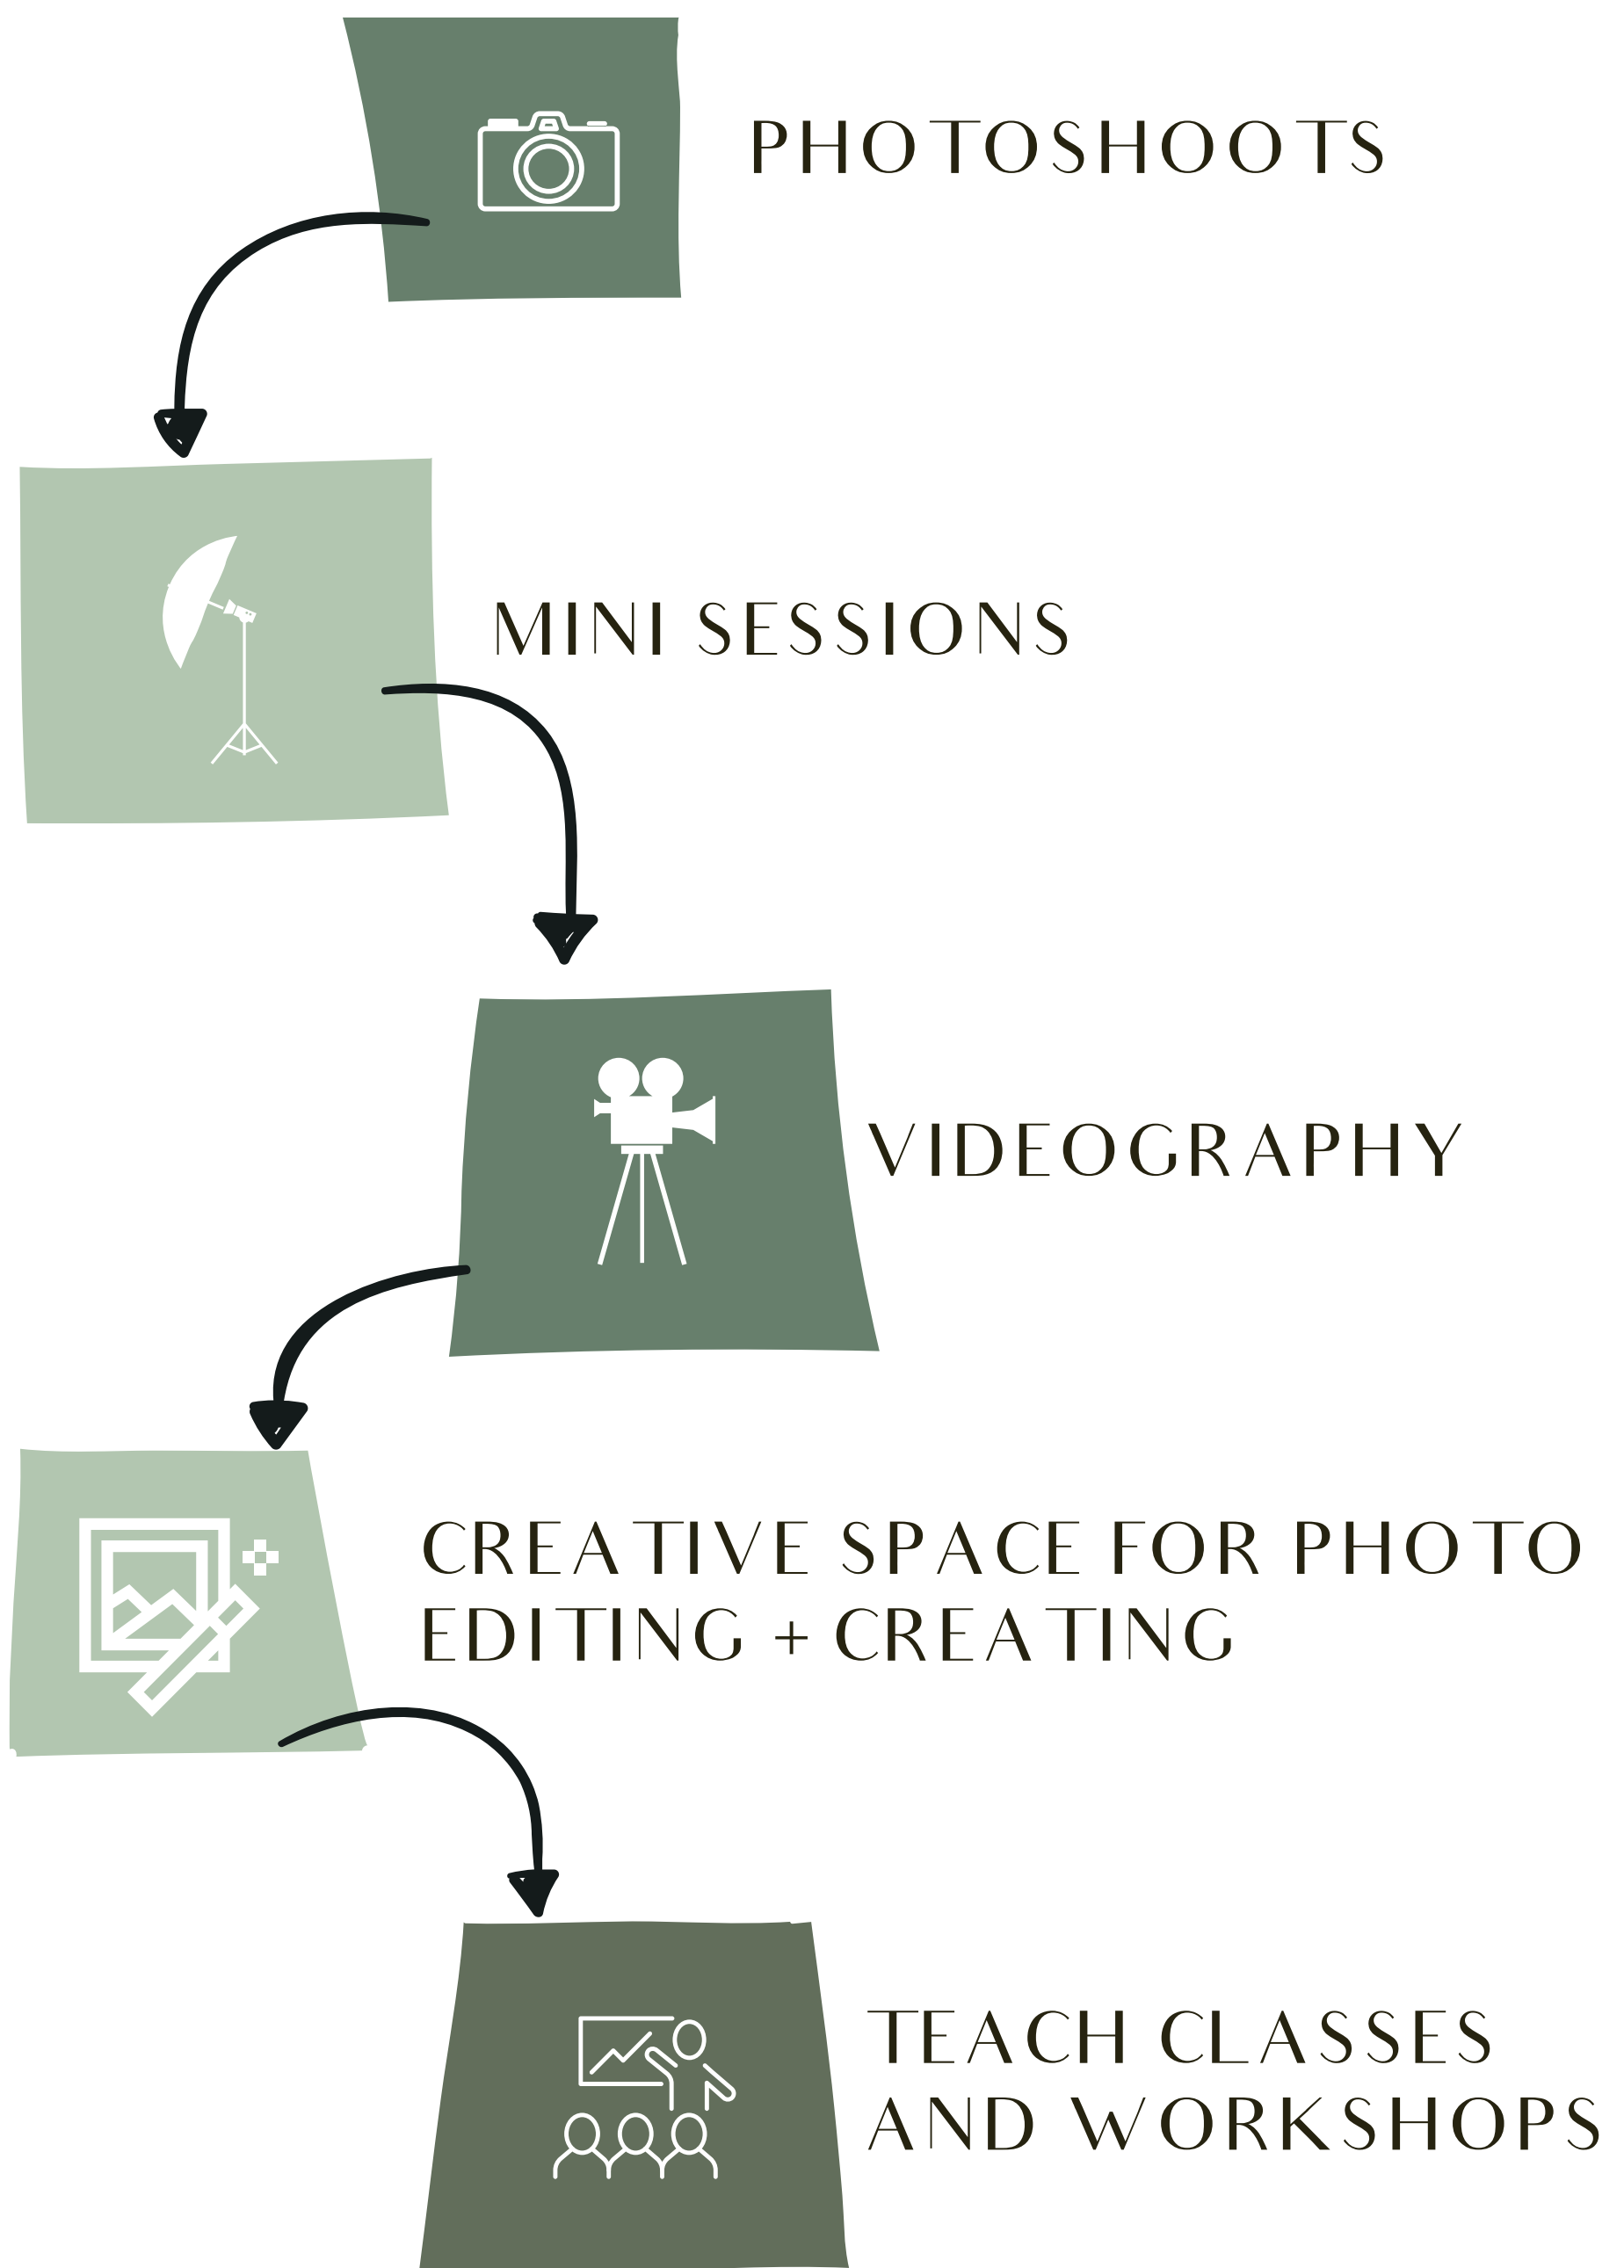 PHOTOSHOOTS
MINI SESSIONS
VIDEOGRAPHY
CREATIVE SPACE FOR PHOTO
EDITING + CREATING
TEACH CLASSES
AND WORKSHOPS